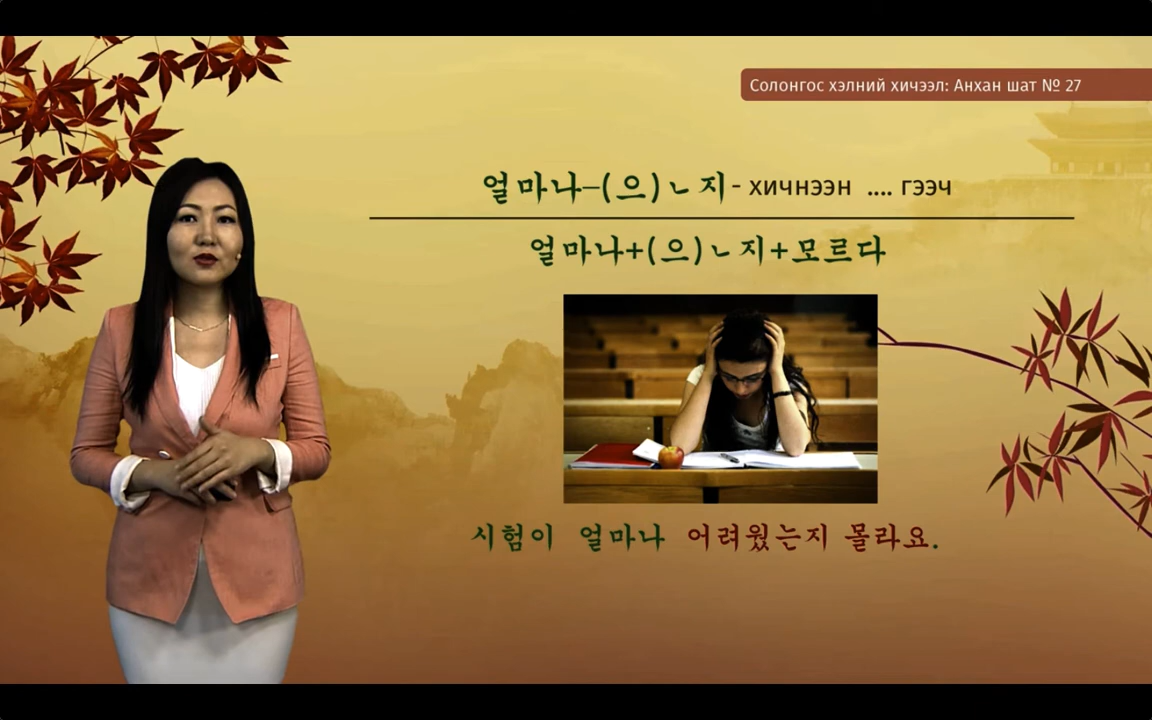 Солонгос хэлний хичээл: Анхан шат № 27
얼마나-(으)ㄴ지- хичнээн .... гээч
얼마나+(으)ㄴ지+모르다
시험이 얼마나 어려웠는지 몰라요.